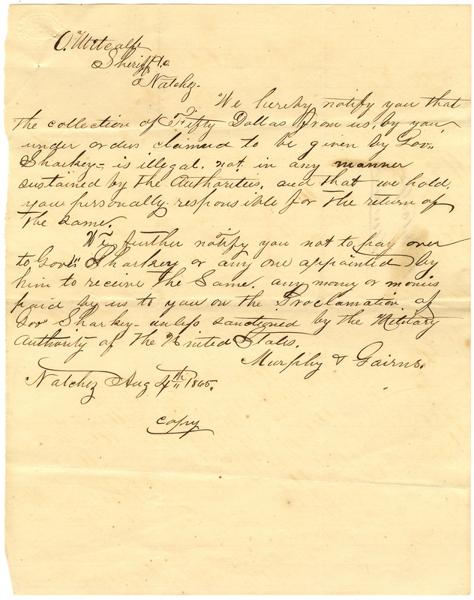 O. Metcalfe
Sheriff &c
Natchez.
We hereby notify you that
the collection of Fifty Dollas from us, by you,
under orders claimed to be given by Gov.
Sharkey - is illegal. not in any manner
sustained by the Authorities, and that we hold
you personally responsible for the return of
the same.
We further notify you not to pay over
to Gov. Sharkey or any one appointed by
him to receive the same, any money or monies
paid by us to you on the Proclamation of
Gov Sharkey - unless sanctioned by the Military
Authority of the United States.
Murphy & Gairns.
Natchez Aug 4th 1865.
copy